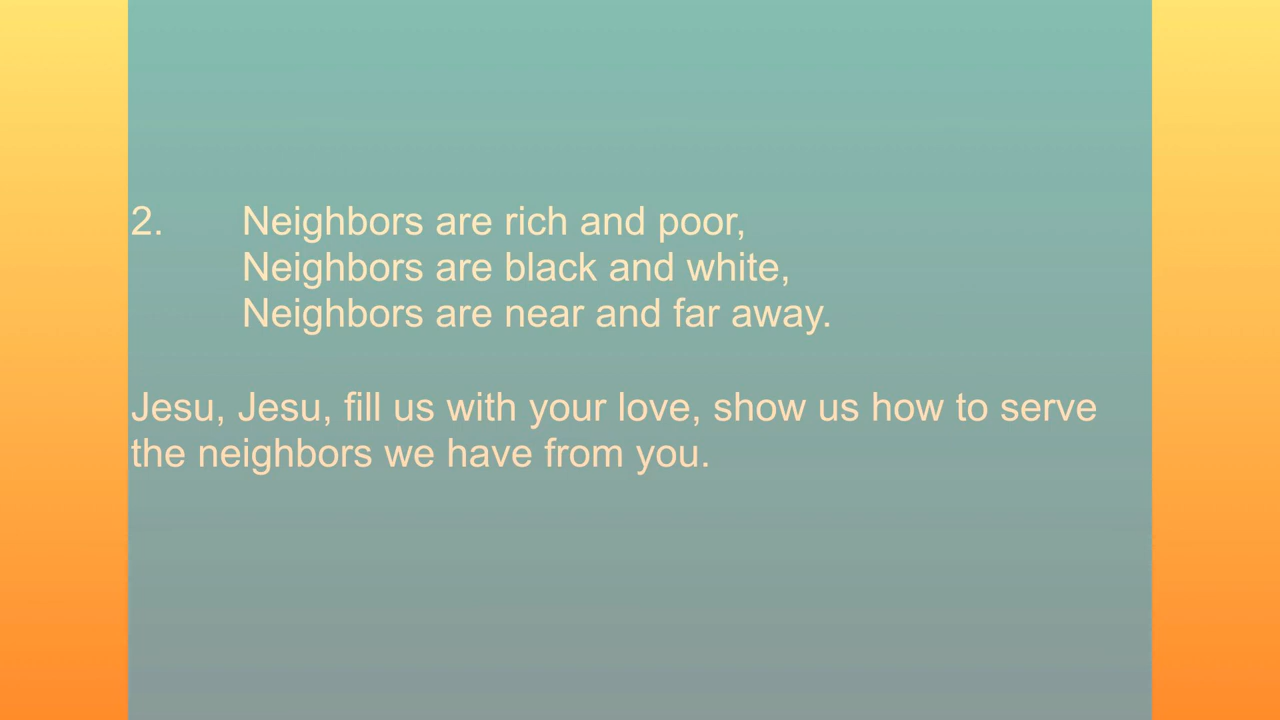 2. Neighbors are rich and poor,
Neighbors are black and white,
Neighbors are near and far away.
Jesu, Jesu, fill us with your love, show us how to serve
the neighbors we have from you.